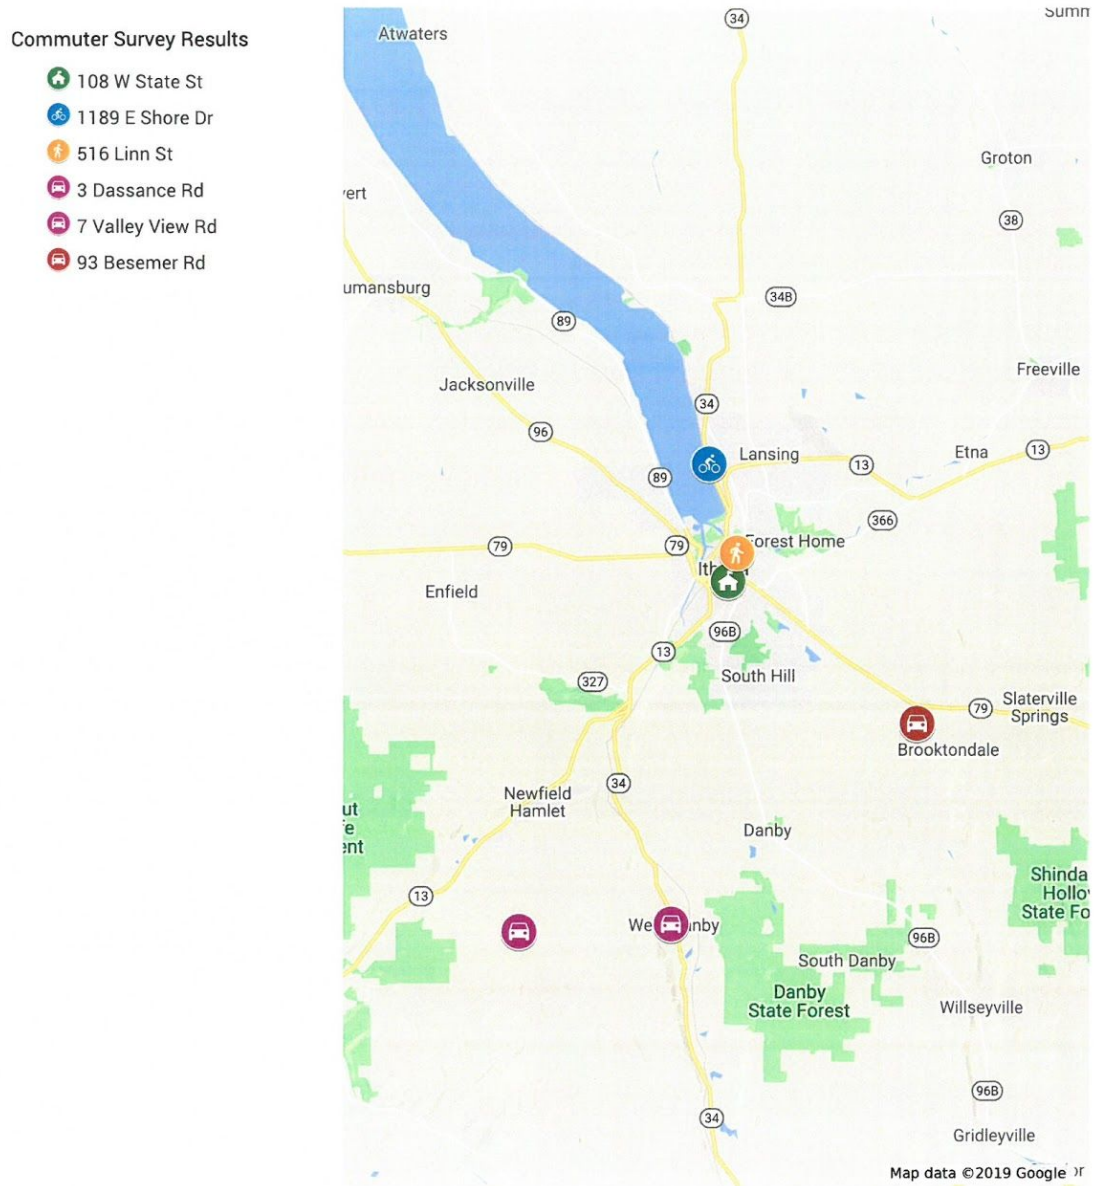 Commuter Survey Results
108 W State St
1189 E Shore Dr
516 Linn St
3 Dassance Rd
7 Valley View Rd
93 Besemer Rd
34
Atwaters
Groton
38
umansburg
34B
89
Freeville
Jacksonville
34
96
Lansing
Etna
13
13
89
366
79
79
Forest Home
Enfield
96B
13
South Hill
327
Slaterville
Springs
79
Brooktondale
34
Newfield
Hamlet
Danby
13
96B
South Danby
Danby
State Forest
Willseyville
96B
34
Gridleyville
Map data ©2019 Google